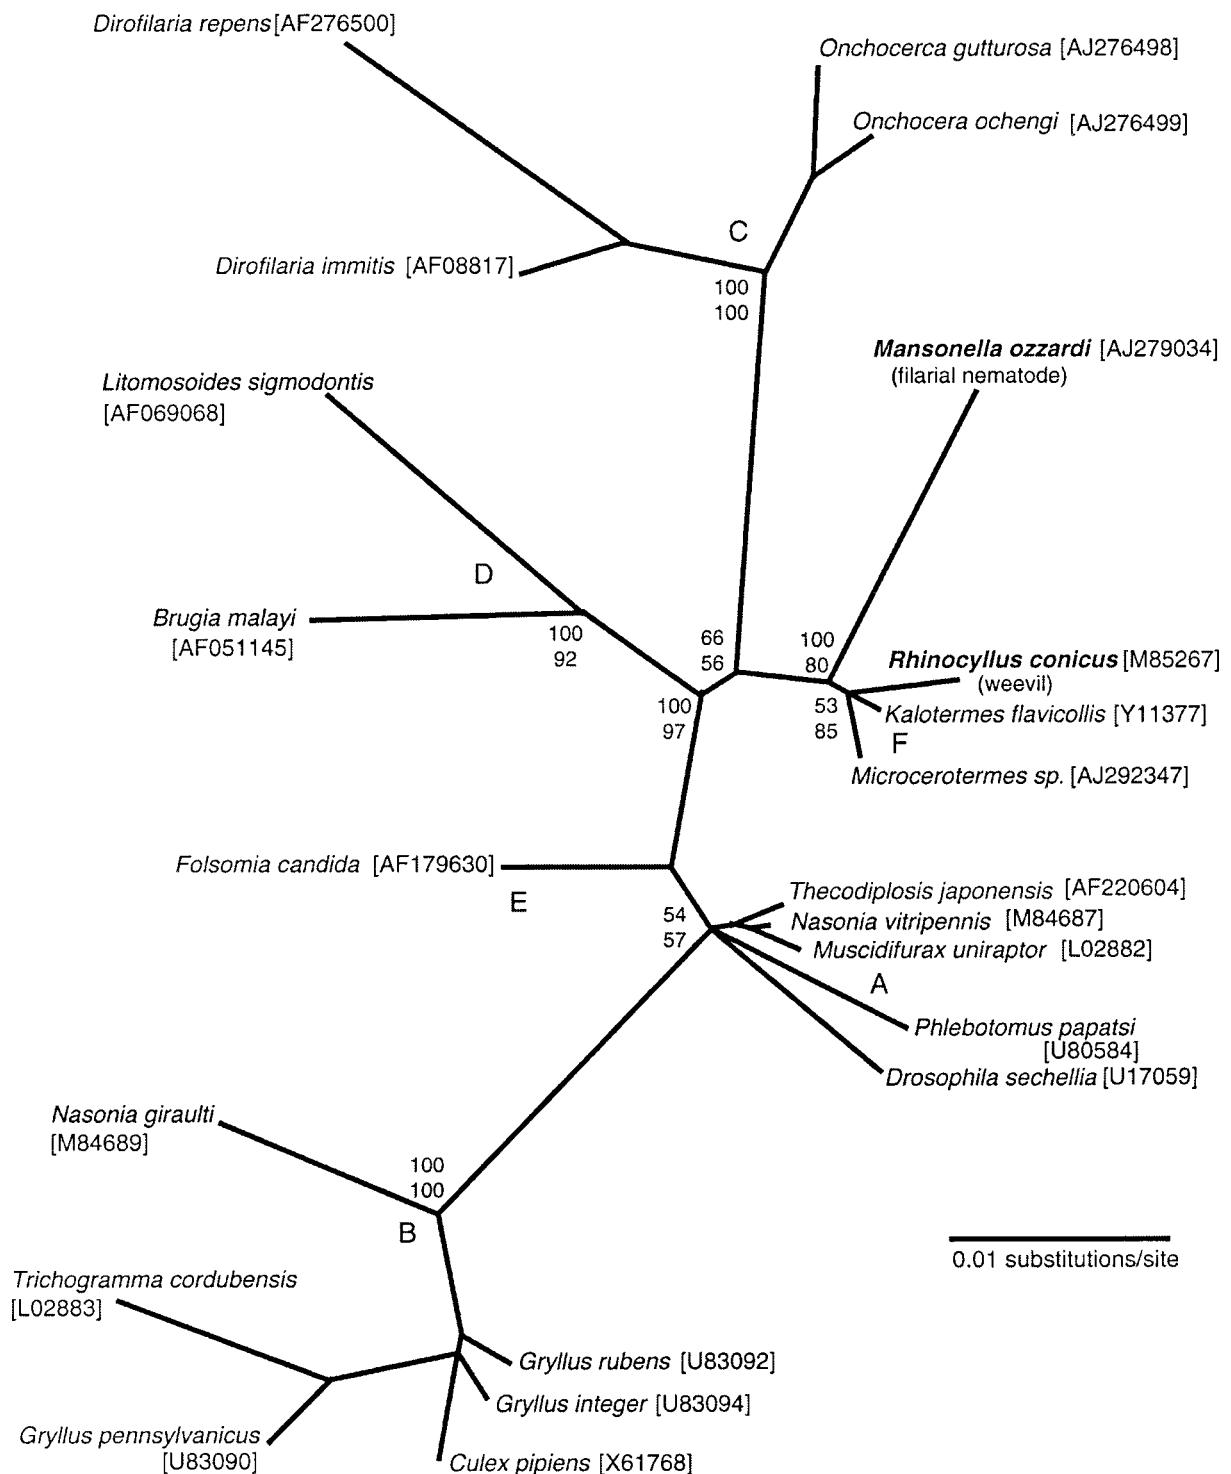 Dirofilaria repens[AF276500]
Onchocerca gutturosa [AJ276498]
Onchocera ochengi [AJ276499]
C
Dirofilaria immitis [AF08817]
100
100
Mansonella ozzardi [AJ279034]
(filarial nematode)
Litomosoides sigmodontis
[AF069068]
D
Brugia malayi
[AF051145]
100
92
66
56
100
80
Rhinocyllus conicus [M85267]
(weevil)
100
97
53
85
Kalotermes flavicollis [Y11377]
F
Microcerotermes sp. [AJ292347]
Folsomia candida [AF179630]
E
54
57
Thecodiplosis japonensis [AF220604]
Nasonia vitripennis [M84687]
Muscidifurax uniraptor [L02882]
A
Phlebotomus papatsi
[U80584]
Drosophila sechellia [U17059]
Nasonia giraulti
[M84689]
100
100
B
0.01 substitutions/site
Trichogramma cordubensis
[L02883]
Gryllus rubens [U83092]
Gryllus integer [U83094]
Gryllus pennsylvanicus
[U83090]
Culex pipiens [X61768]